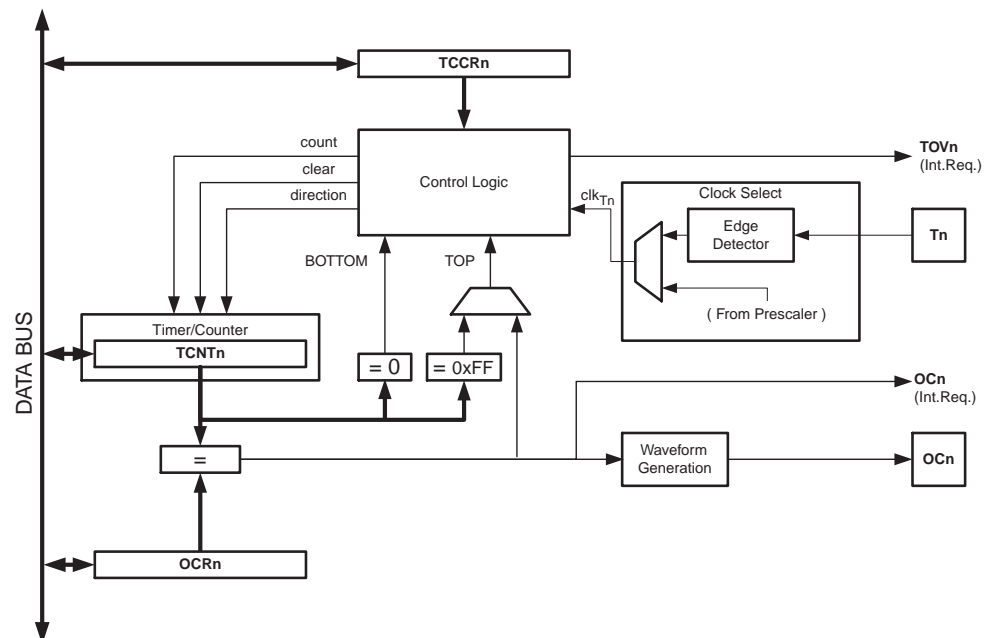 TCCRn
count
clear
direction
Control Logic
TOVn
(Int.Req.)
clkTn
Clock Select
Edge
Detector
Tn
( From Prescaler )
BOTTOM
TOP
Timer/Counter
TCNTn
= 0
= 0xFF
DATA BUS
OCn
(Int.Req.)
=
Waveform
Generation
OCn
OCRn